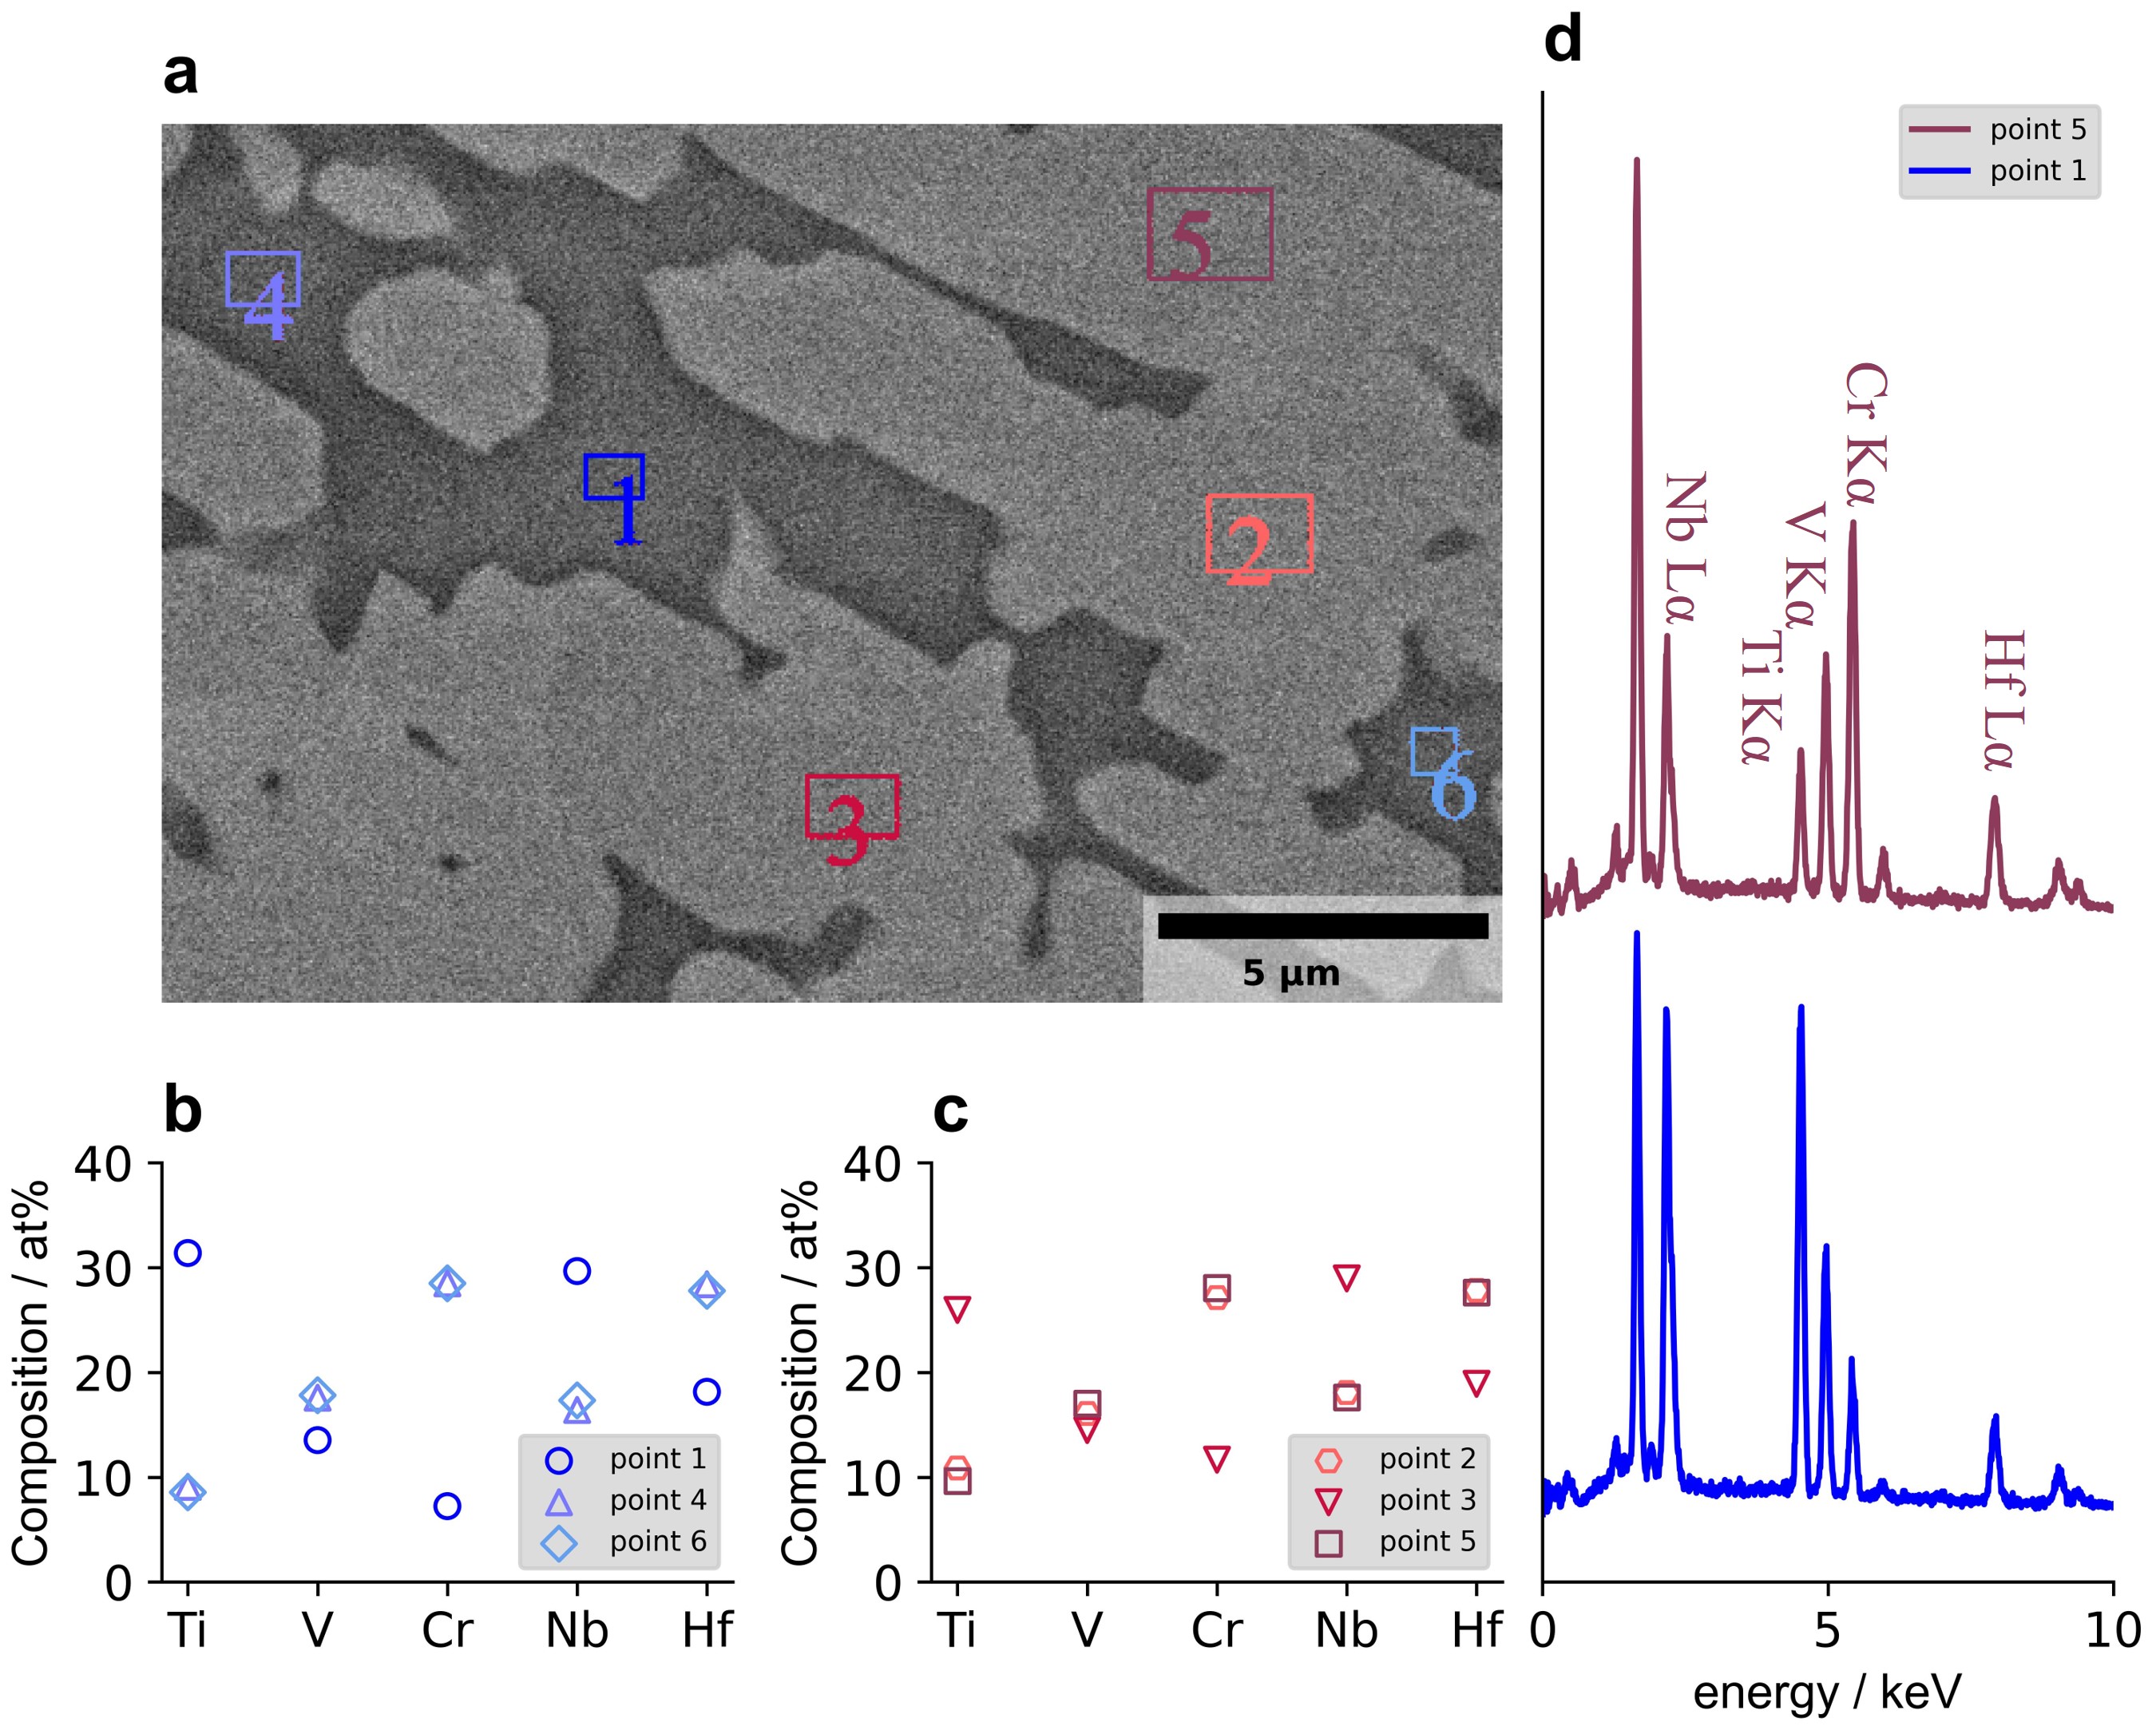 a
4
5
1
2
3
6
5 μm
b
Composition / at%
40
30
20
10
0
Ti
V
Cr
Nb
Hf
point 1
point 4
point 6
c
Composition / at%
40
30
20
10
0
Ti
V
Cr
Nb
Hf
point 2
point 3
point 5
d
point 5
point 1
Nb Lα
Ti Kα
V Kα
Cr Kα
Hf Lα
0
5
10
energy / keV